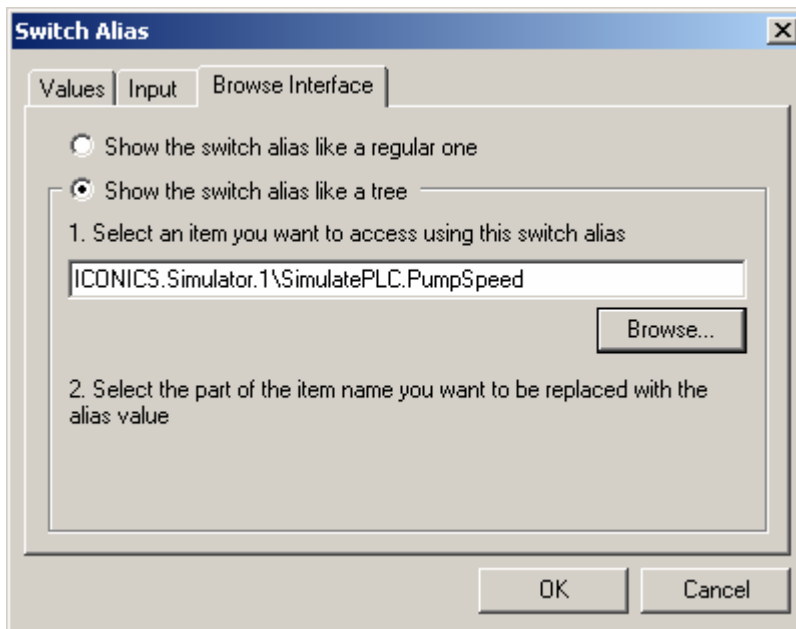 Switch Alias
Values Input Browse Interface
Show the switch alias like a regular one
Show the switch alias like a tree
1. Select an item you want to access using this switch alias
ICONICS.Simulator.1\SimulatePLC.PumpSpeed
Browse...
2. Select the part of the item name you want to be replaced with the
alias value
OK Cancel